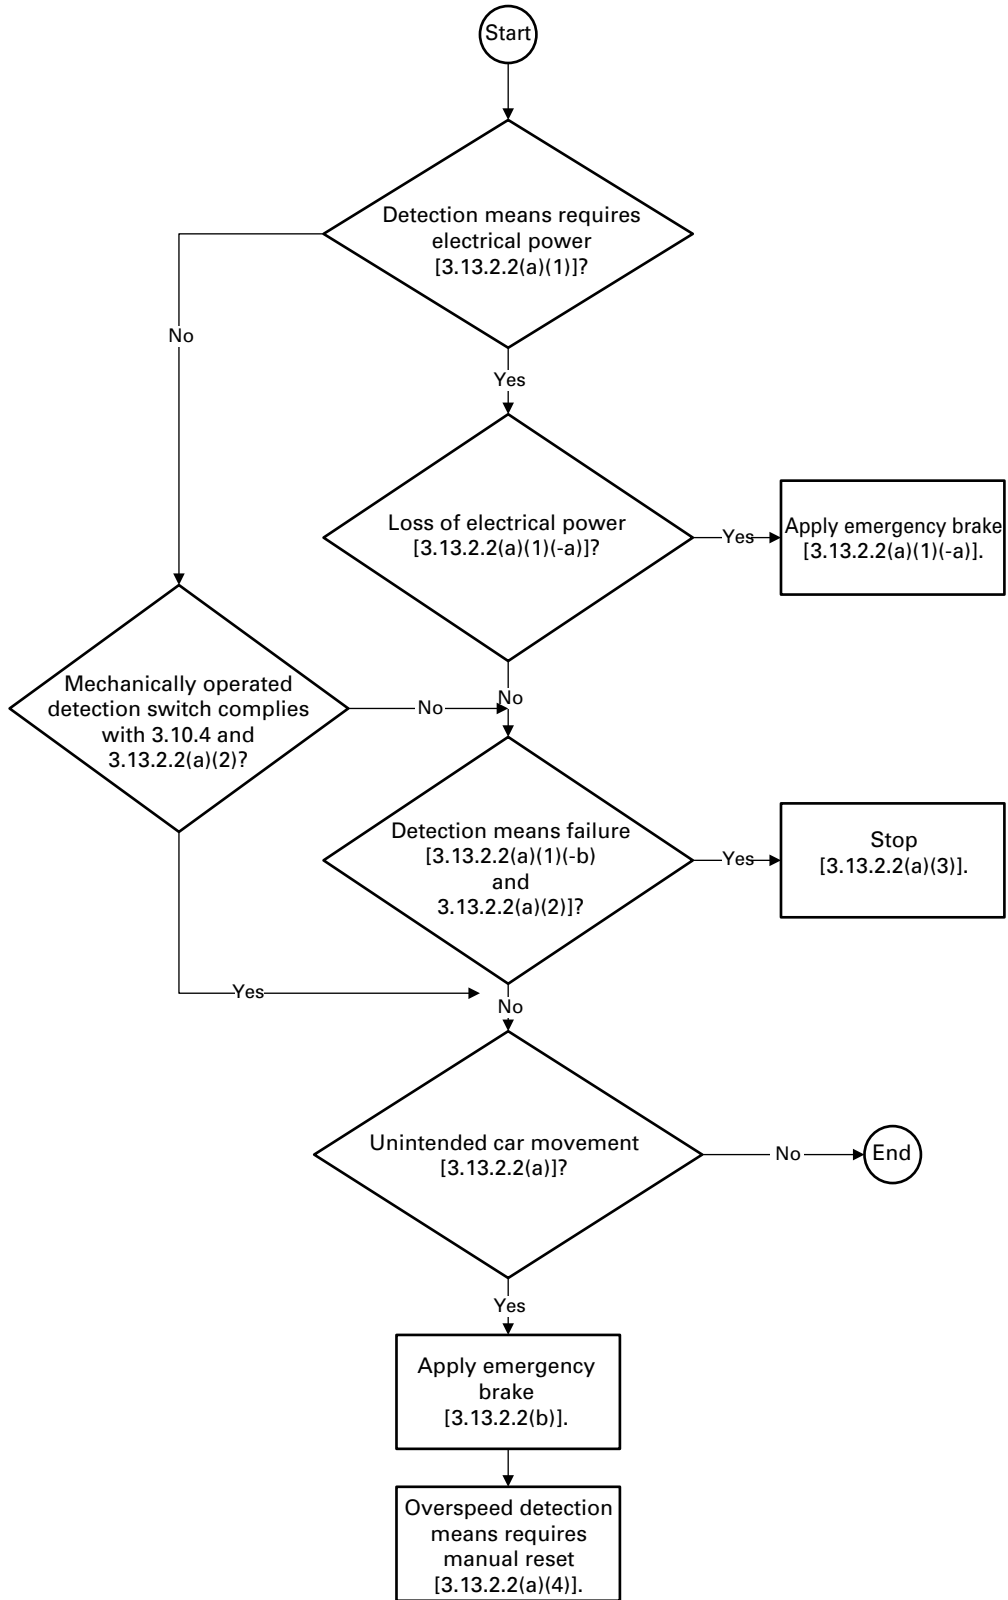 Start
Detection means requires
electrical power
[3.13.2.2(a)(1)]?
No
Yes
Loss of electrical power
[3.13.2.2(a)(1)(-a)]?
Yes
Apply emergency brake
[3.13.2.2(a)(1)(-a)].
No
Mechanically operated
detection switch complies
with 3.10.4 and
3.13.2.2(a)(2)?
No
Detection means failure
[3.13.2.2(a)(1)(-b)
and
3.13.2.2(a)(2)]?
Yes
Stop
[3.13.2.2(a)(3)].
Yes
No
Unintended car movement
[3.13.2.2(a)]?
No
End
Yes
Apply emergency
brake
[3.13.2.2(b)].
Overspeed detection
means requires
manual reset
[3.13.2.2(a)(4)].